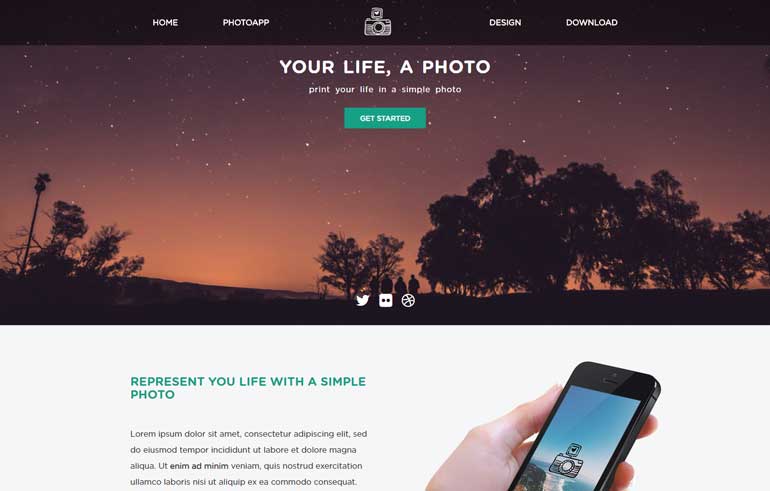 HOME PHOTOAPP DESIGN DOWNLOAD
YOUR LIFE, A PHOTO
print your life in a simple photo
GET STARTED
REPRESENT YOU LIFE WITH A SIMPLE
PHOTO
Lorem ipsum dolor sit amet, consectetur adipiscing elit, sed
do eiusmod tempor incididunt ut labore et dolore magna
aliqua. Ut enim ad minim veniam, quis nostrud exercitation
ullamco laboris nisi ut aliquip ex ea commodo consequat.